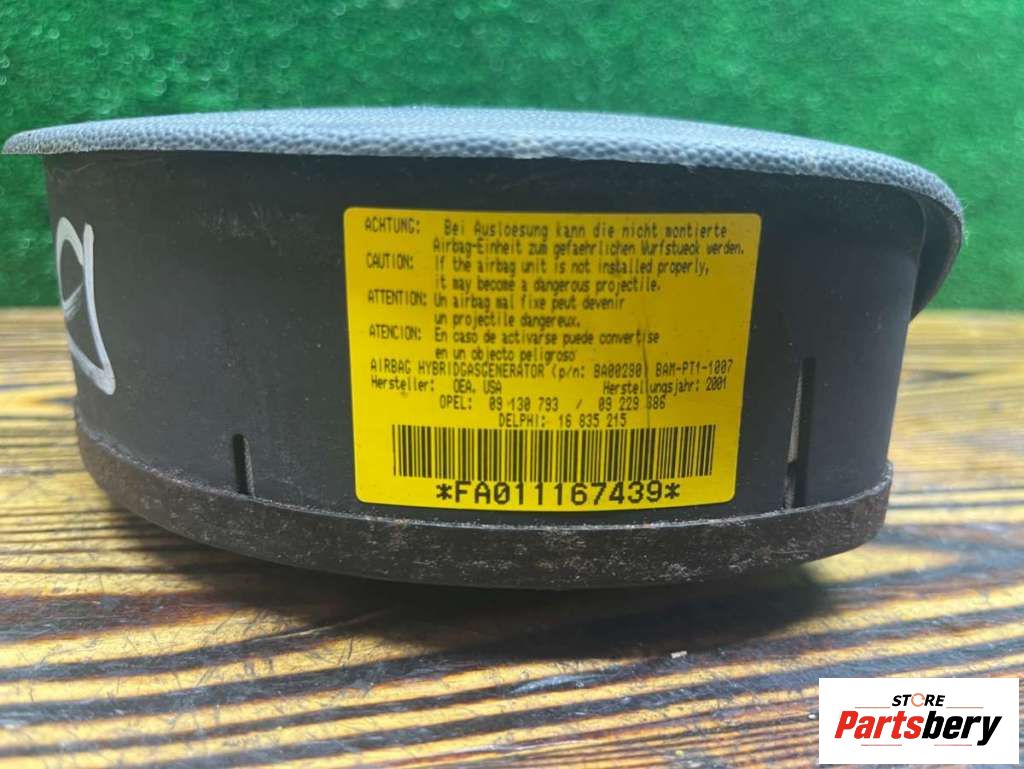 ACHTUNG: Bei Ausloesung kann die nicht montierte
Airbag-Einheit zum gefaehrlichen Wurfstueck werden.
CAUTION: If the airbag unit is not installed properly,
it may become a dangerous projectile.
ATTENTION: Un airbag mal fixe peut devenir
un projectile dangereux.
ATENCION: En caso de activarse puede convertise
en un objecto peligroso
AIRBAG HYBRIDGASGENERATOR (p/n: BA00280) BAM-PT1-1007
Hersteller: OEA, USA Herstellungsjahr: 2001
OPEL: 09 130 793 / 09 229 886
DELPHI: 16 835 215
*FA011167439*
STORE
Partsbery